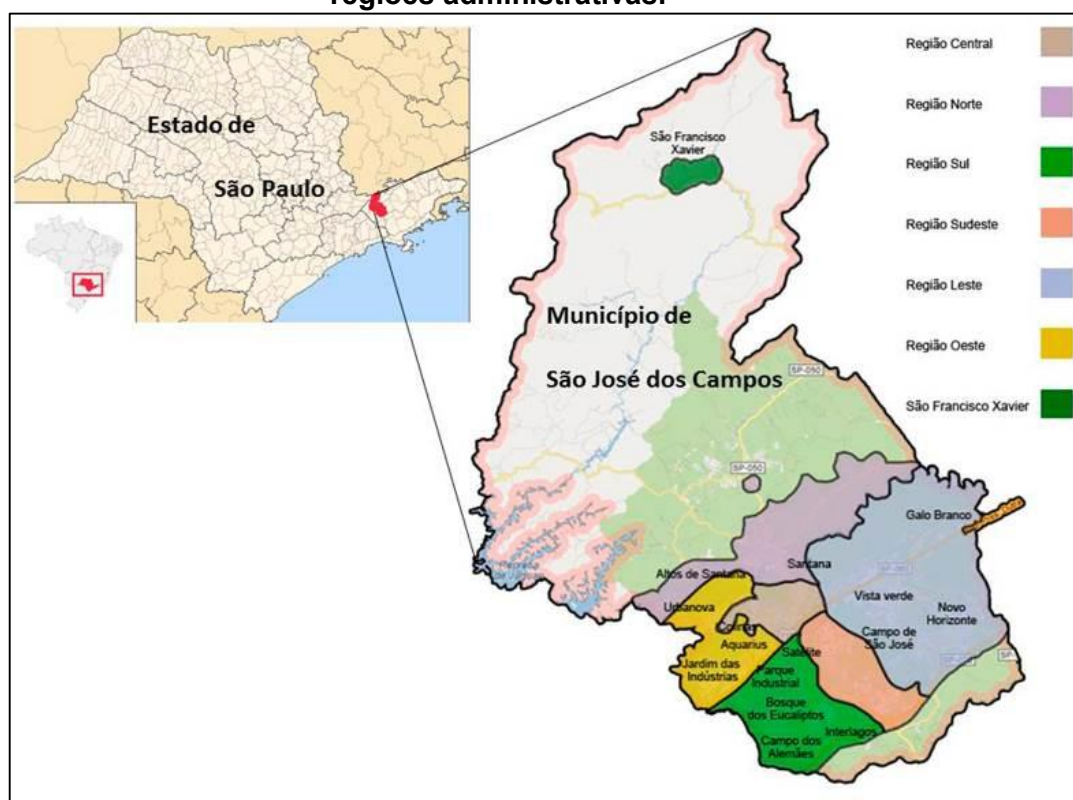 regiões administrativas.
Estado de
São Paulo
Município de
São José dos Campos
São Francisco
Xavier
SP-050
SP-050
Galo Branco
Santana
Altos de Santana
Urbanova
Vista verde
Novo
Horizonte
Colinas
Aquarius
Satélite
Campo de
São José
Jardim das
Indústrias
Parque
Industrial
Bosque
dos Eucaliptos
Interlagos
Campo dos
Alemães
SP-
Região Central
Região Norte
Região Sul
Região Sudeste
Região Leste
Região Oeste
São Francisco Xavier